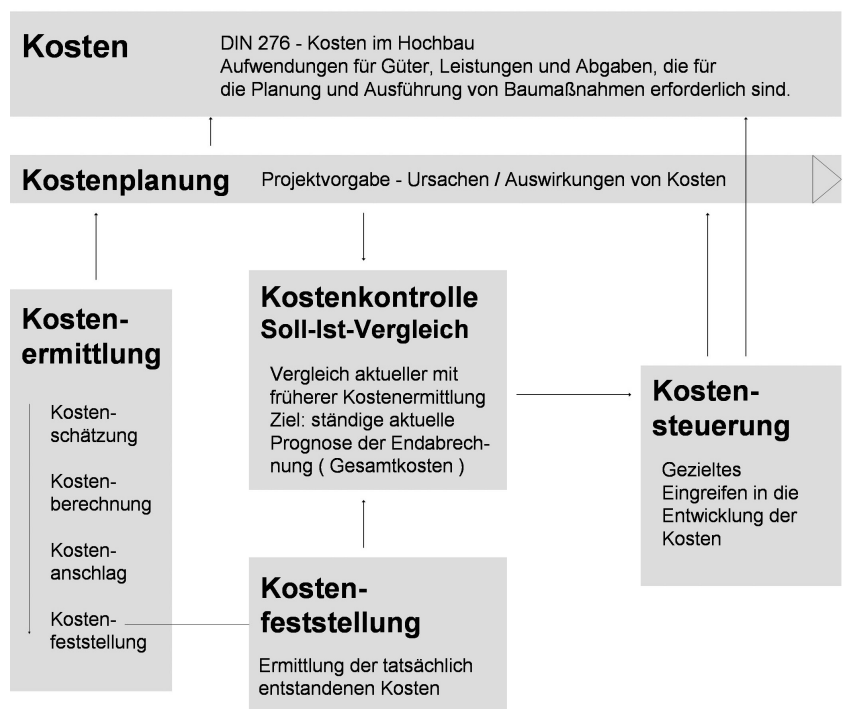 Kosten
DIN 276 - Kosten im Hochbau
Aufwendungen für Güter, Leistungen und Abgaben, die für
die Planung und Ausführung von Baumaßnahmen erforderlich sind.
Kostenplanung
Projektvorgabe - Ursachen / Auswirkungen von Kosten
Kosten-
ermittlung
Kosten-
schätzung
Kosten-
berechnung
Kosten-
anschlag
Kosten-
feststellung
Kostenkontrolle
Soll-Ist-Vergleich
Vergleich aktueller mit
früherer Kostenermittlung
Ziel: ständige aktuelle
Prognose der Endabrech-
nung ( Gesamtkosten )
Kosten-
feststellung
Ermittlung der tatsächlich
entstandenen Kosten
Kosten-
steuerung
Gezieltes
Eingreifen in die
Entwicklung der
Kosten